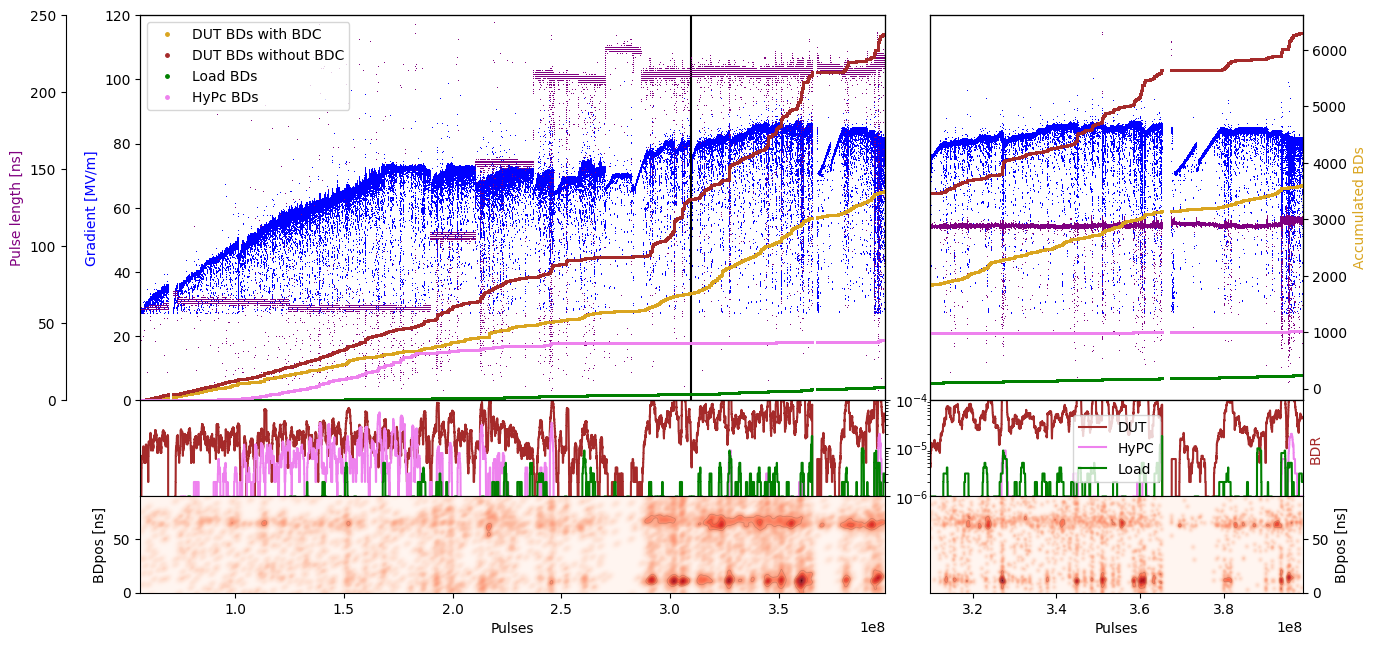 250
200
150
100
50
0
Pulse length [ns]
120
100
80
60
40
20
0
Gradient [MV/m]
DUT BDs with BDC
DUT BDs without BDC
Load BDs
HyPc BDs
6000
5000
4000
3000
2000
1000
0
Accumulated BDs
10⁻⁴
10⁻⁵
10⁻⁶
DUT
HyPC
Load
BDR
50
0
BDpos [ns]
50
0
BDpos [ns]
1.0
1.5
2.0
2.5
3.0
3.5
Pulses
1e8
3.2
3.4
3.6
3.8
Pulses
1e8